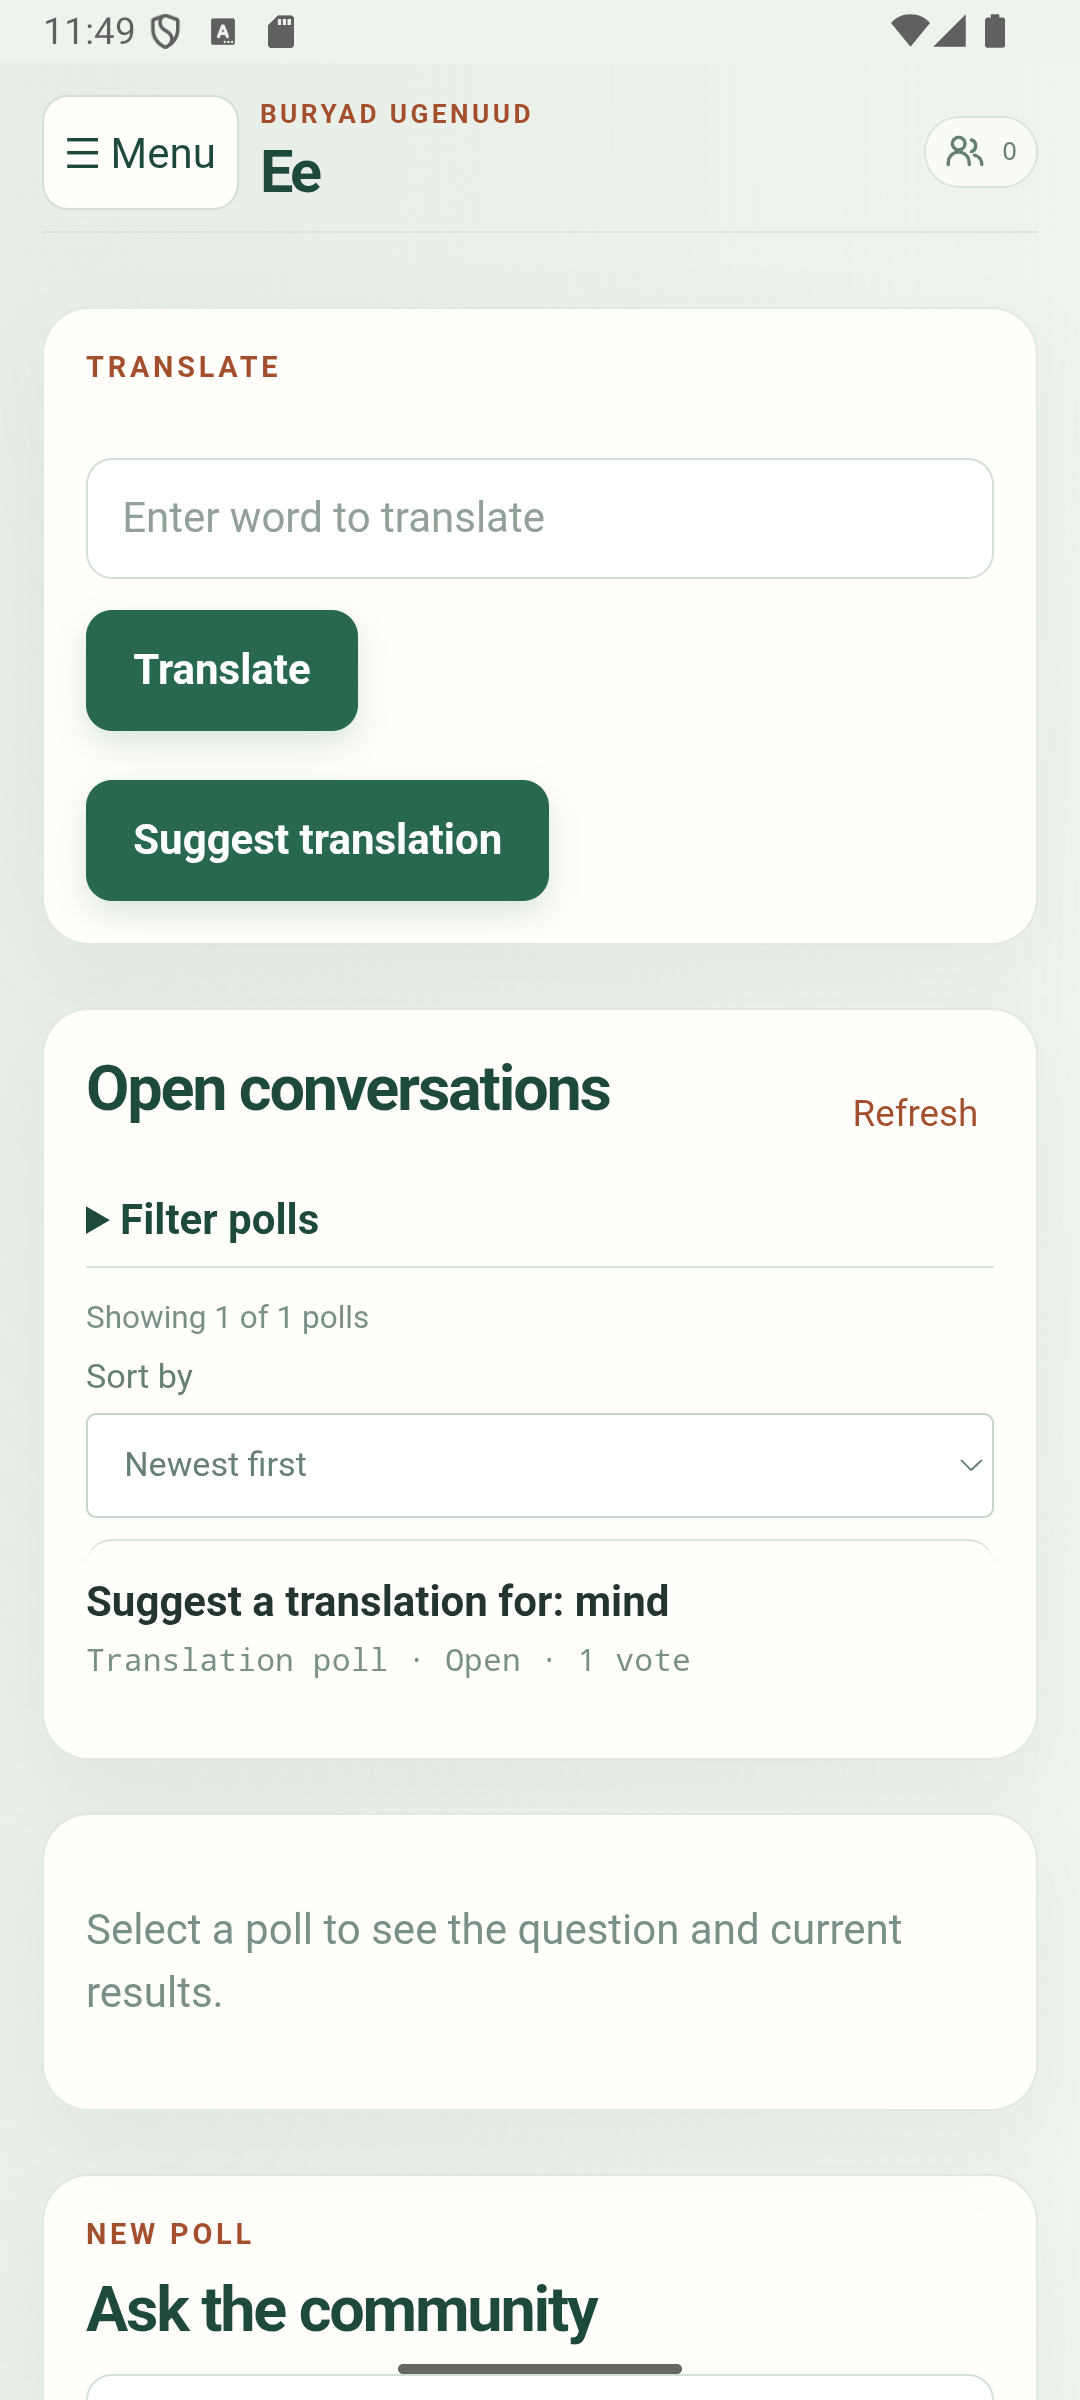 11:49
Menu
BURYAD UGENUUD
Ee
0
TRANSLATE
Enter word to translate
Translate
Suggest translation
Open conversations
Refresh
Filter polls
Showing 1 of 1 polls
Sort by
Newest first
Suggest a translation for: mind
Translation poll · Open · 1 vote
Select a poll to see the question and current
results.
NEW POLL
Ask the community